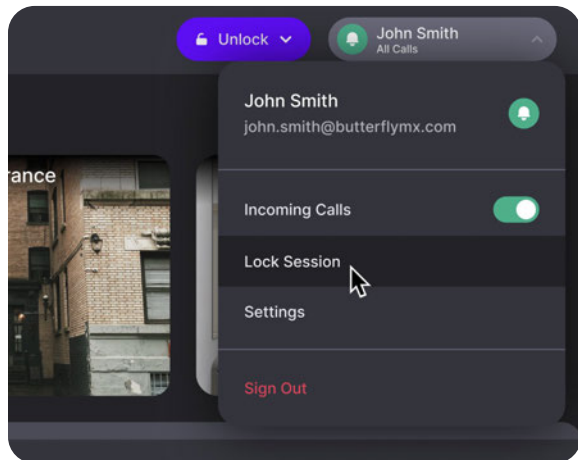 Unlock
John Smith
All Calls
John Smith
john.smith@butterflymx.com
rance
Incoming Calls
Lock Session
Settings
Sign Out